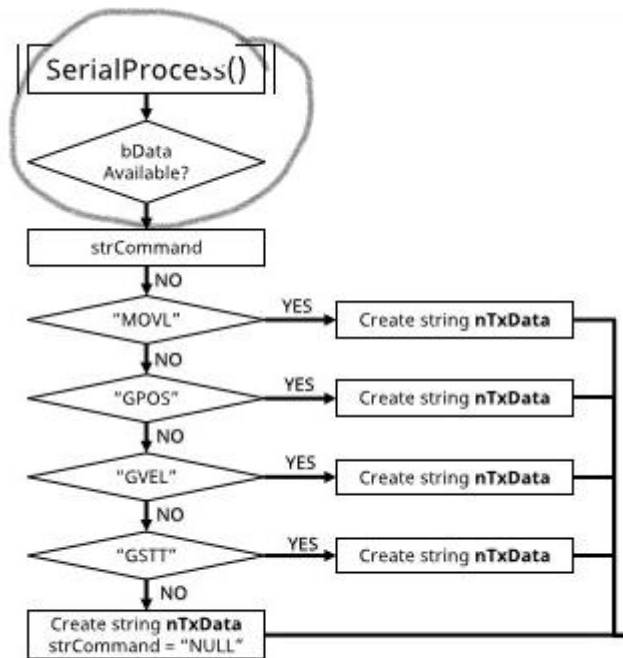 SerialProcess()
bData
Available?
strCommand
NO
"MOVL"
YES
Create string nTxData
NO
"GPOS"
YES
Create string nTxData
NO
"GVEL"
YES
Create string nTxData
NO
"GSTT"
YES
Create string nTxData
NO
Create string nTxData
strCommand = "NULL"